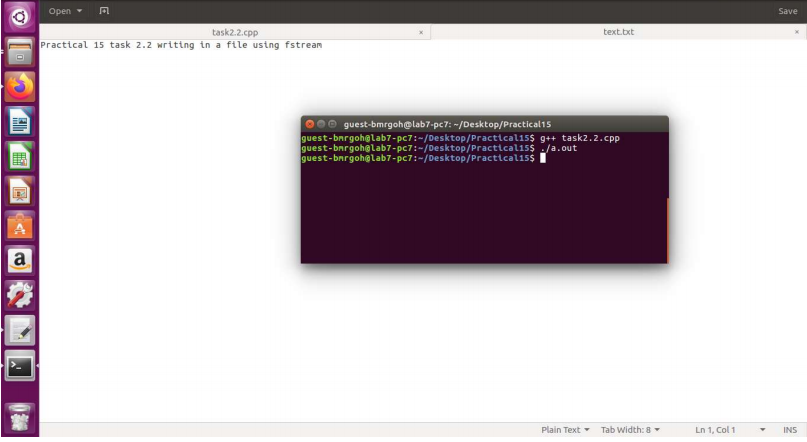 Open
Save
task2.2.cpp × text.txt ×
Practical 15 task 2.2 writing in a file using fstream
guest-bmrgoh@lab7-pc7: ~/Desktop/Practical15
guest-bmrgoh@lab7-pc7:~/Desktop/Practical15$ g++ task2.2.cpp
guest-bmrgoh@lab7-pc7:~/Desktop/Practical15$ ./a.out
guest-bmrgoh@lab7-pc7:~/Desktop/Practical15$
A
a
Plain Text Tab Width: 8 Ln 1, Col 1 INS